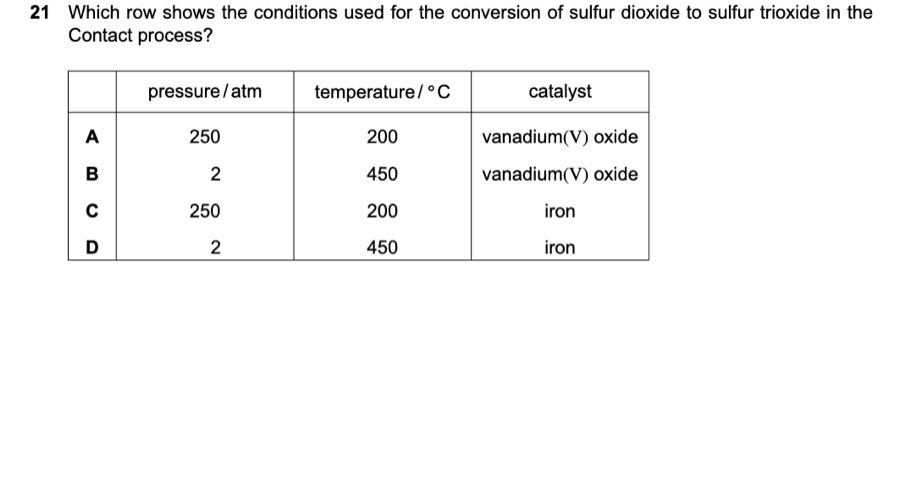 21 Which row shows the conditions used for the conversion of sulfur dioxide to sulfur trioxide in the
Contact process?
pressure / atm temperature / °C catalyst
A 250 200 vanadium(V) oxide
B 2 450 vanadium(V) oxide
C 250 200 iron
D 2 450 iron